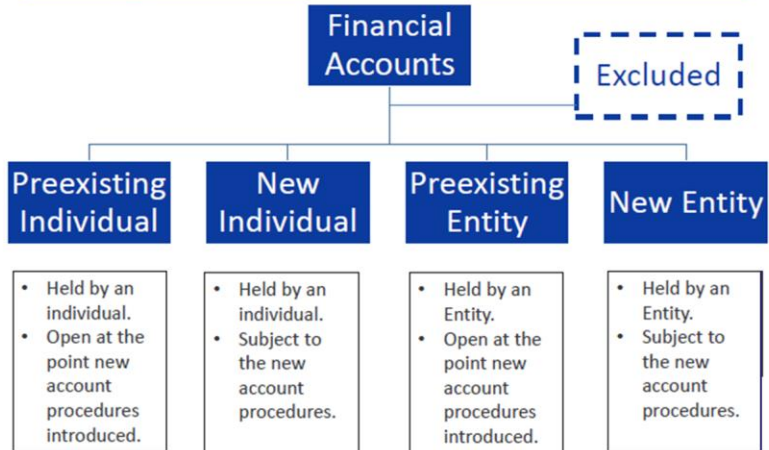 Financial
Accounts
Excluded
Preexisting
Individual
New
Individual
Preexisting
Entity
New Entity
• Held by an
individual.
• Open at the
point new
account
procedures
introduced.
• Held by an
individual.
• Subject to
the new
account
procedures.
• Held by an
Entity.
• Open at the
point new
account
procedures
introduced.
• Held by an
Entity.
• Subject to
the new
account
procedures.